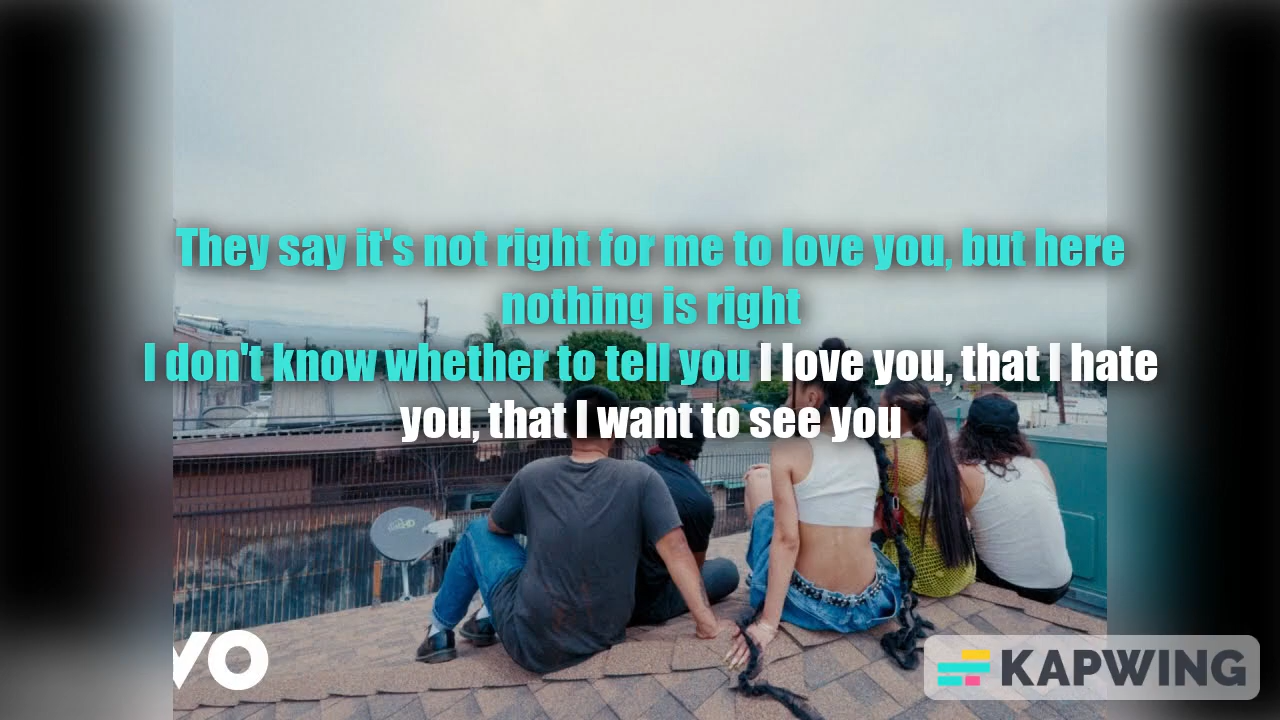 They say it's not right for me to love you, but here
nothing is right
I don't know whether to tell you I love you, that I hate
you, that I want to see you
VO
KAPWING